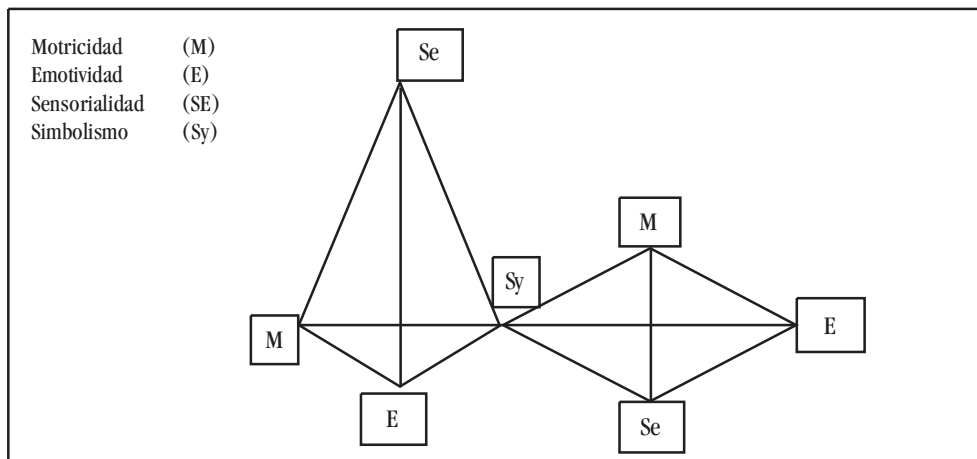 Motricidad (M)
Emotividad (E)
Sensorialidad (SE)
Simbolismo (Sy)
Se
M
Sy
M
E
E
Se